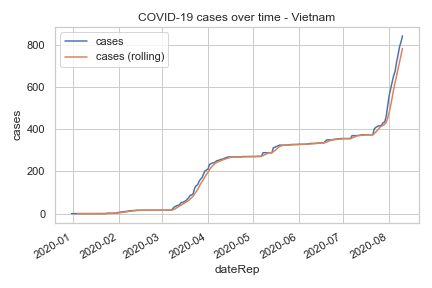 COVID-19 cases over time - Vietnam
cases
cases (rolling)
800
600
400
200
0
cases
2020-01
2020-02
2020-03
2020-04
2020-05
2020-06
2020-07
2020-08
dateRep